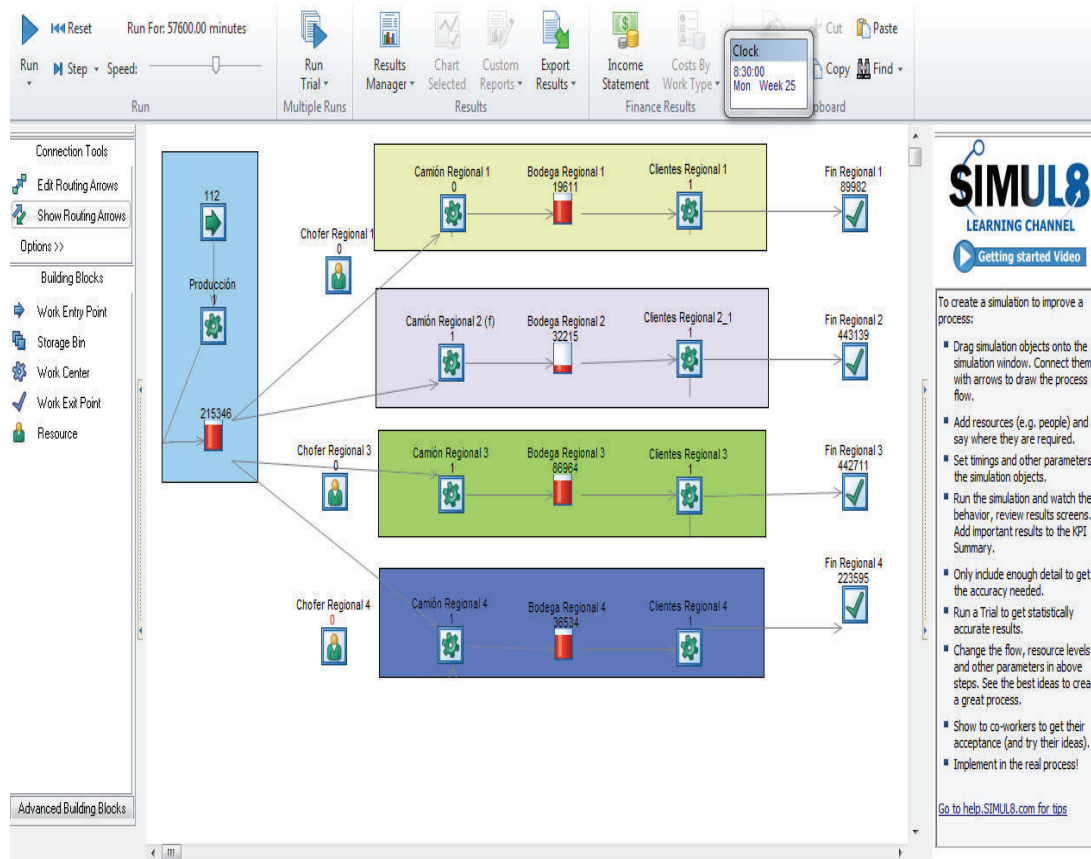 Reset
Run For: 57600.00 minutes
Run
Step
Speed:
Run
Run
Trial
Multiple Runs
Results
Manager
Chart
Selected
Custom
Reports
Export
Results
Results
Income
Statement
Costs By
Work Type
Finance Results
Clock
8:30:00
Mon Week 25
Cut
Copy
Paste
Find
pboard
Connection Tools
Edit Routing Arrows
Show Routing Arrows
Options >>
Building Blocks
Work Entry Point
Storage Bin
Work Center
Work Exit Point
Resource
Advanced Building Blocks
112
Producción
1
215346
Chofer Regional 1
0
Camión Regional 1
0
Bodega Regional 1
19611
Clientes Regional 1
1
Fin Regional 1
89982
Camión Regional 2 (f)
1
Bodega Regional 2
32215
Clientes Regional 2_1
1
Fin Regional 2
443139
Chofer Regional 3
0
Camión Regional 3
1
Bodega Regional 3
86964
Clientes Regional 3
1
Fin Regional 3
442711
Chofer Regional 4
0
Camión Regional 4
1
Bodega Regional 4
36534
Clientes Regional 4
1
Fin Regional 4
223595
SIMUL8
LEARNING CHANNEL
Getting started Video
To create a simulation to improve a
process:
Drag simulation objects onto the
simulation window. Connect them
with arrows to draw the process
flow.
Add resources (e.g. people) and
say where they are required.
Set timings and other parameters
the simulation objects.
Run the simulation and watch the
behavior, review results screens.
Add important results to the KPI
Summary.
Only include enough detail to get
the accuracy needed.
Run a Trial to get statistically
accurate results.
Change the flow, resource levels
and other parameters in above
steps. See the best ideas to crea
a great process.
Show to co-workers to get their
acceptance (and try their ideas).
Implement in the real process!
Go to help.SIMUL8.com for tips